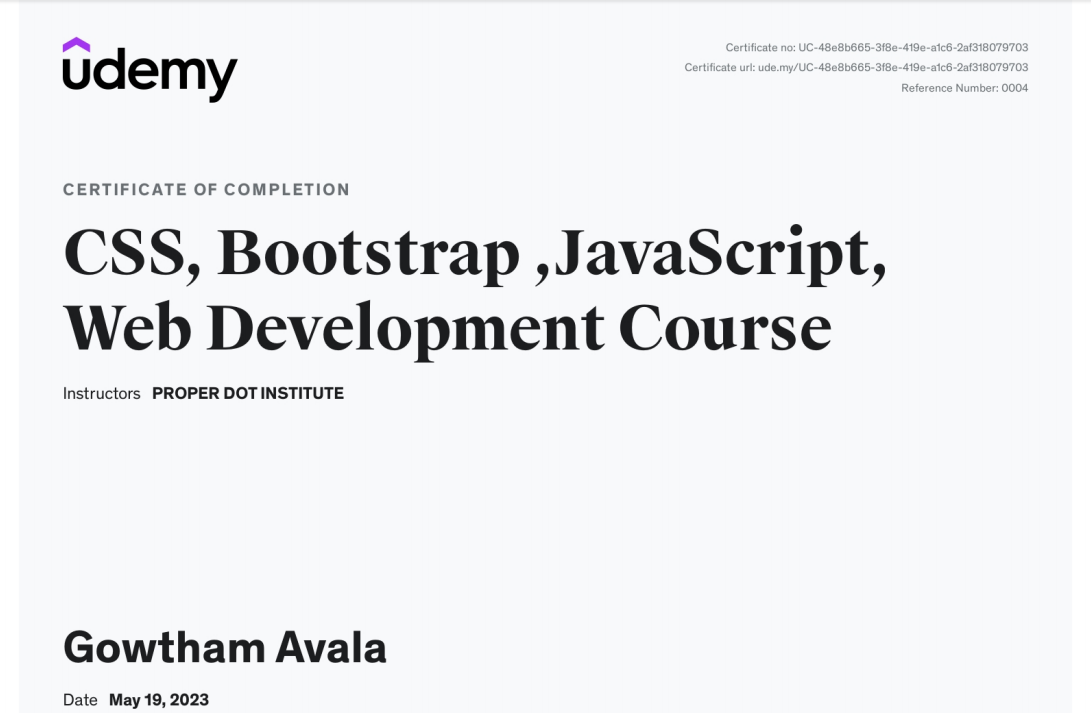 udemy
Certificate no: UC-48e8b665-3f8e-419e-a1c6-2af318079703
Certificate url: ude.my/UC-48e8b665-3f8e-419e-a1c6-2af318079703
Reference Number: 0004
CERTIFICATE OF COMPLETION
CSS, Bootstrap ,JavaScript,
Web Development Course
Instructors PROPER DOT INSTITUTE
Gowtham Avala
Date May 19, 2023